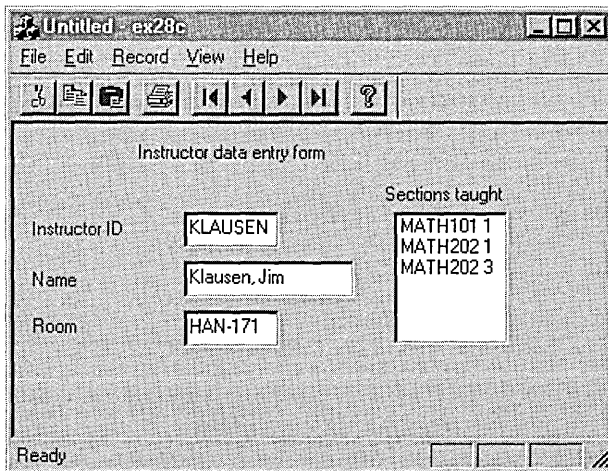 Untitled - ex28c
File Edit Record View Help
Instructor data entry form
Sections taught
Instructor ID KLAUSEN
Name Klausen, Jim
Room HAN-171
MATH101 1
MATH202 1
MATH202 3
Ready